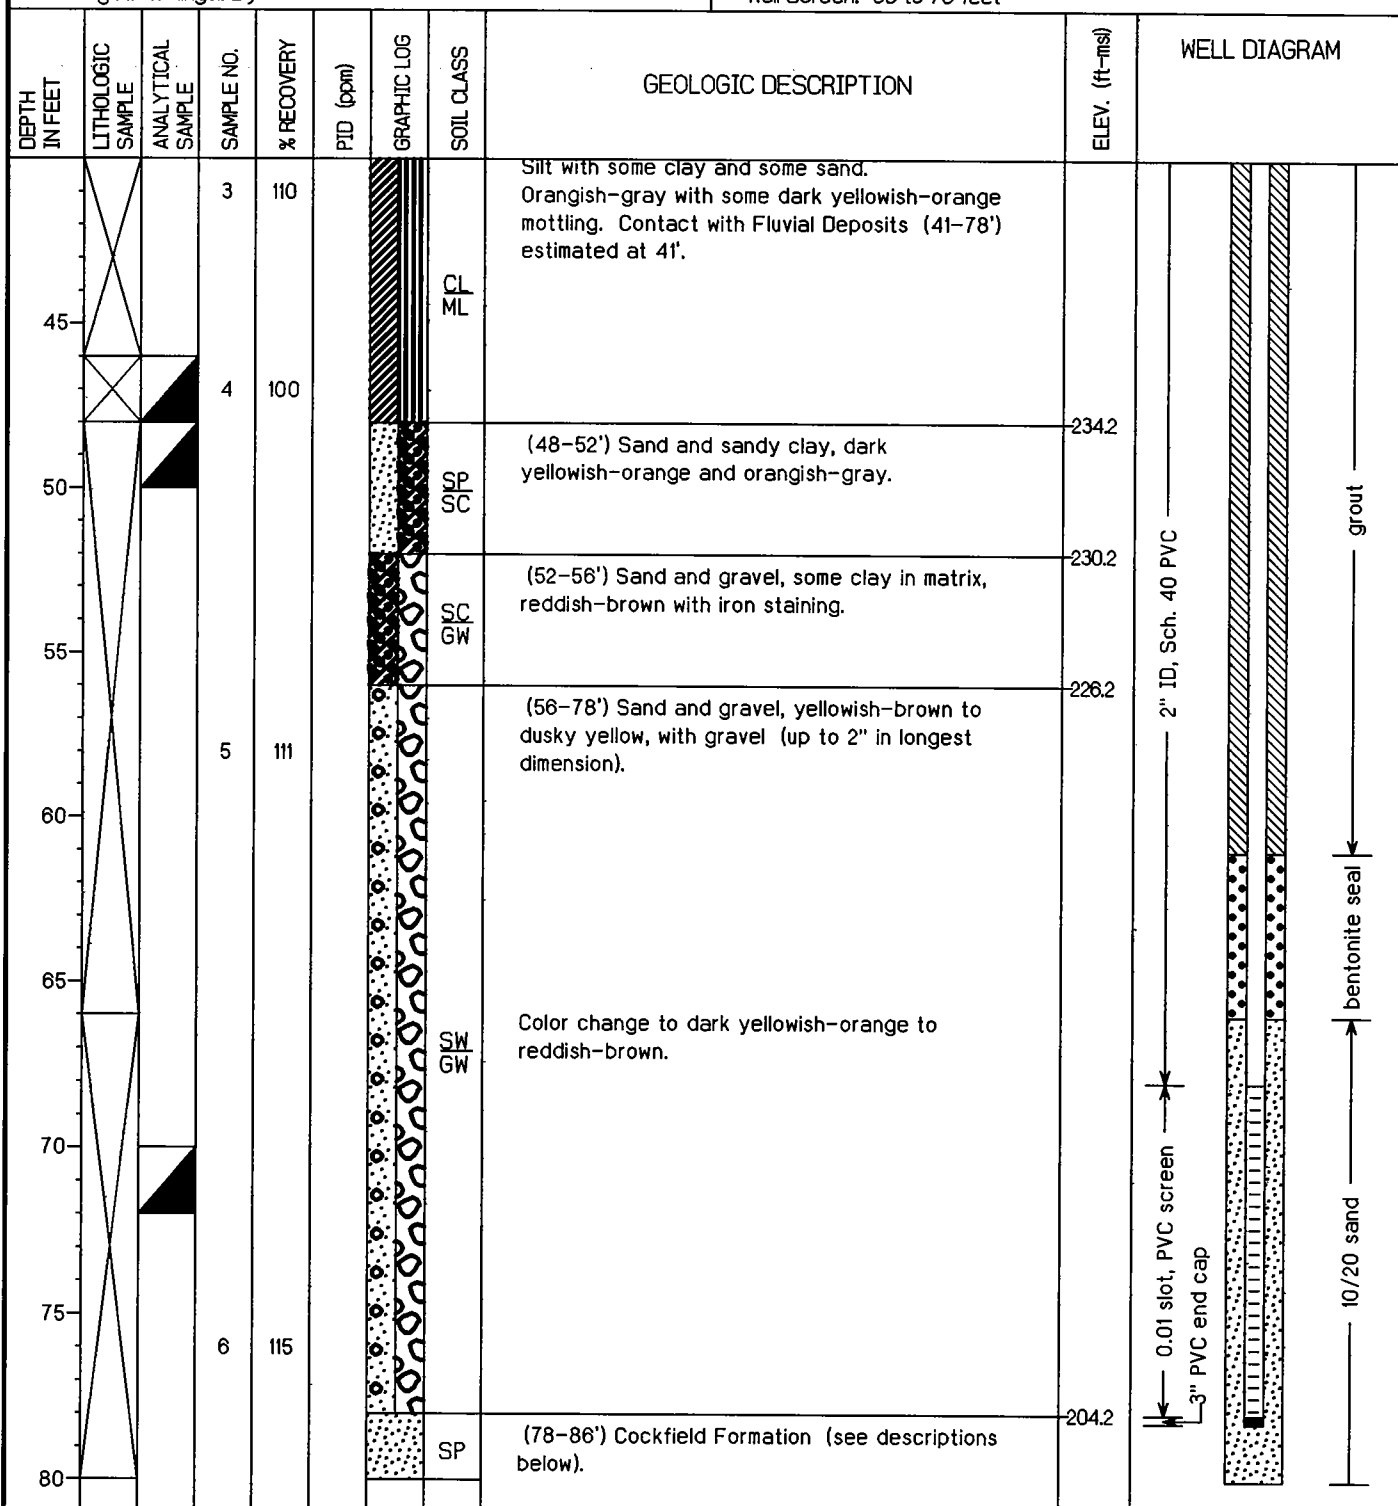 DEPTH IN FEET
LITHOLOGIC SAMPLE
ANALYTICAL SAMPLE
SAMPLE NO.
% RECOVERY
PID (ppm)
GRAPHIC LOG
SOIL CLASS
GEOLOGIC DESCRIPTION
ELEV. (ft-msl)
WELL DIAGRAM
3
110
Silt with some clay and some sand.
Orangish-gray with some dark yellowish-orange
mottling. Contact with Fluvial Deposits (41-78')
estimated at 41'.
CL
ML
45
4
100
234.2
(48-52') Sand and sandy clay, dark
yellowish-orange and orangish-gray.
SP
SC
50
230.2
(52-56') Sand and gravel, some clay in matrix,
reddish-brown with iron staining.
SC
GW
55
226.2
(56-78') Sand and gravel, yellowish-brown to
dusky yellow, with gravel (up to 2" in longest
dimension).
5
111
60
65
Color change to dark yellowish-orange to
reddish-brown.
SW
GW
70
75
6
115
204.2
(78-86') Cockfield Formation (see descriptions
below).
SP
80
2" ID, Sch. 40 PVC
grout
bentonite seal
0.01 slot, PVC screen
3" PVC end cap
10/20 sand